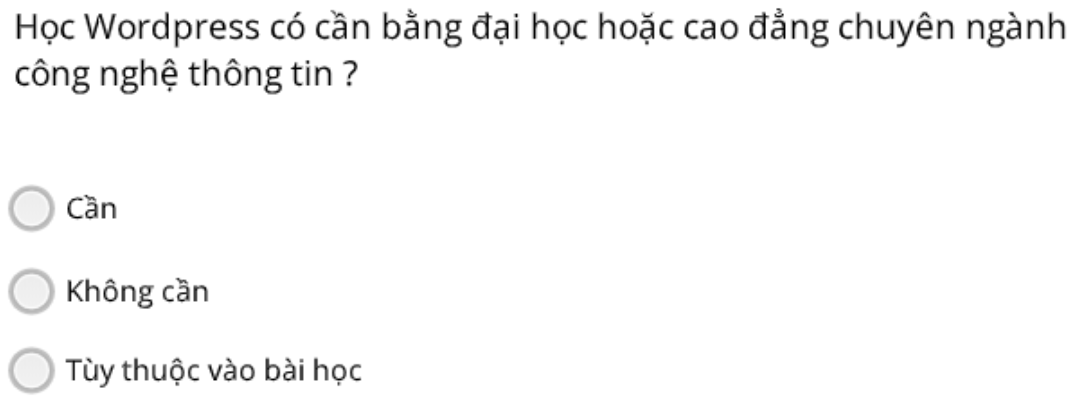 Học Wordpress có cần bằng đại học hoặc cao đẳng chuyên ngành
công nghệ thông tin ?
Cần
Không cần
Tùy thuộc vào bài học